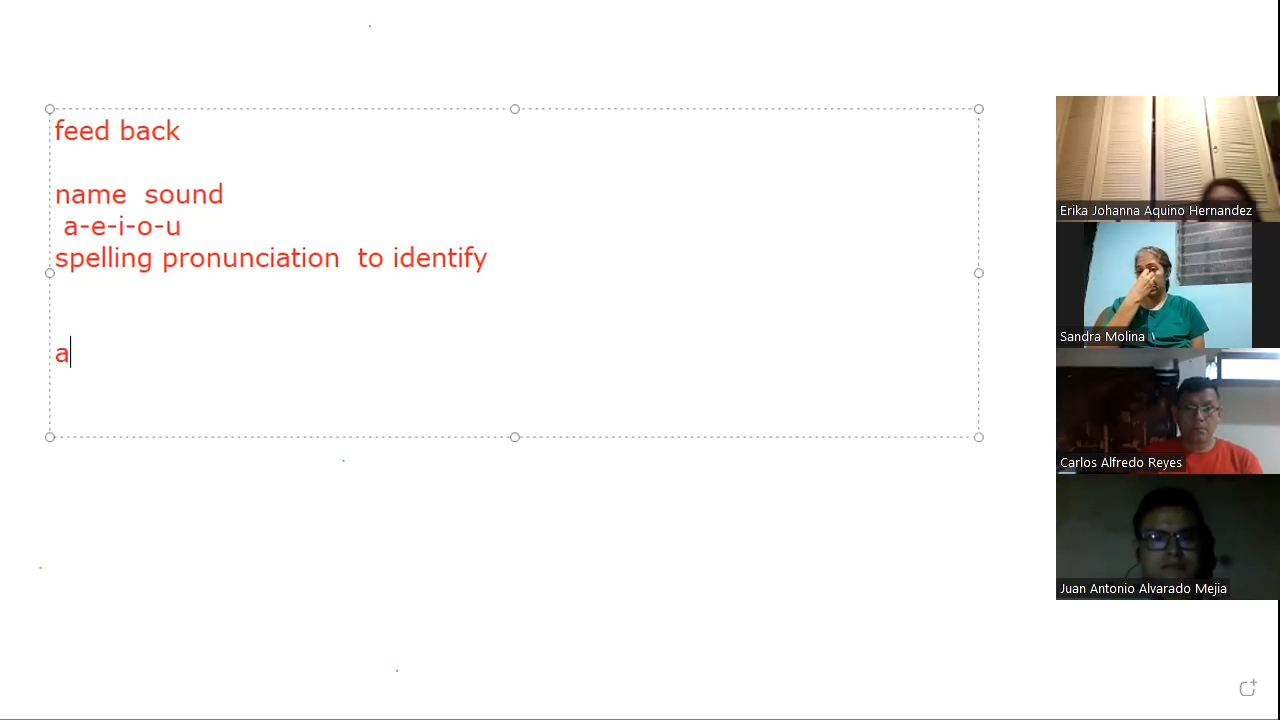 feed back
name  sound
a-e-i-o-u
spelling pronunciation  to identify
a
Erika Johanna Aquino Hernandez
Sandra Molina
Carlos Alfredo Reyes
Juan Antonio Alvarado Mejia